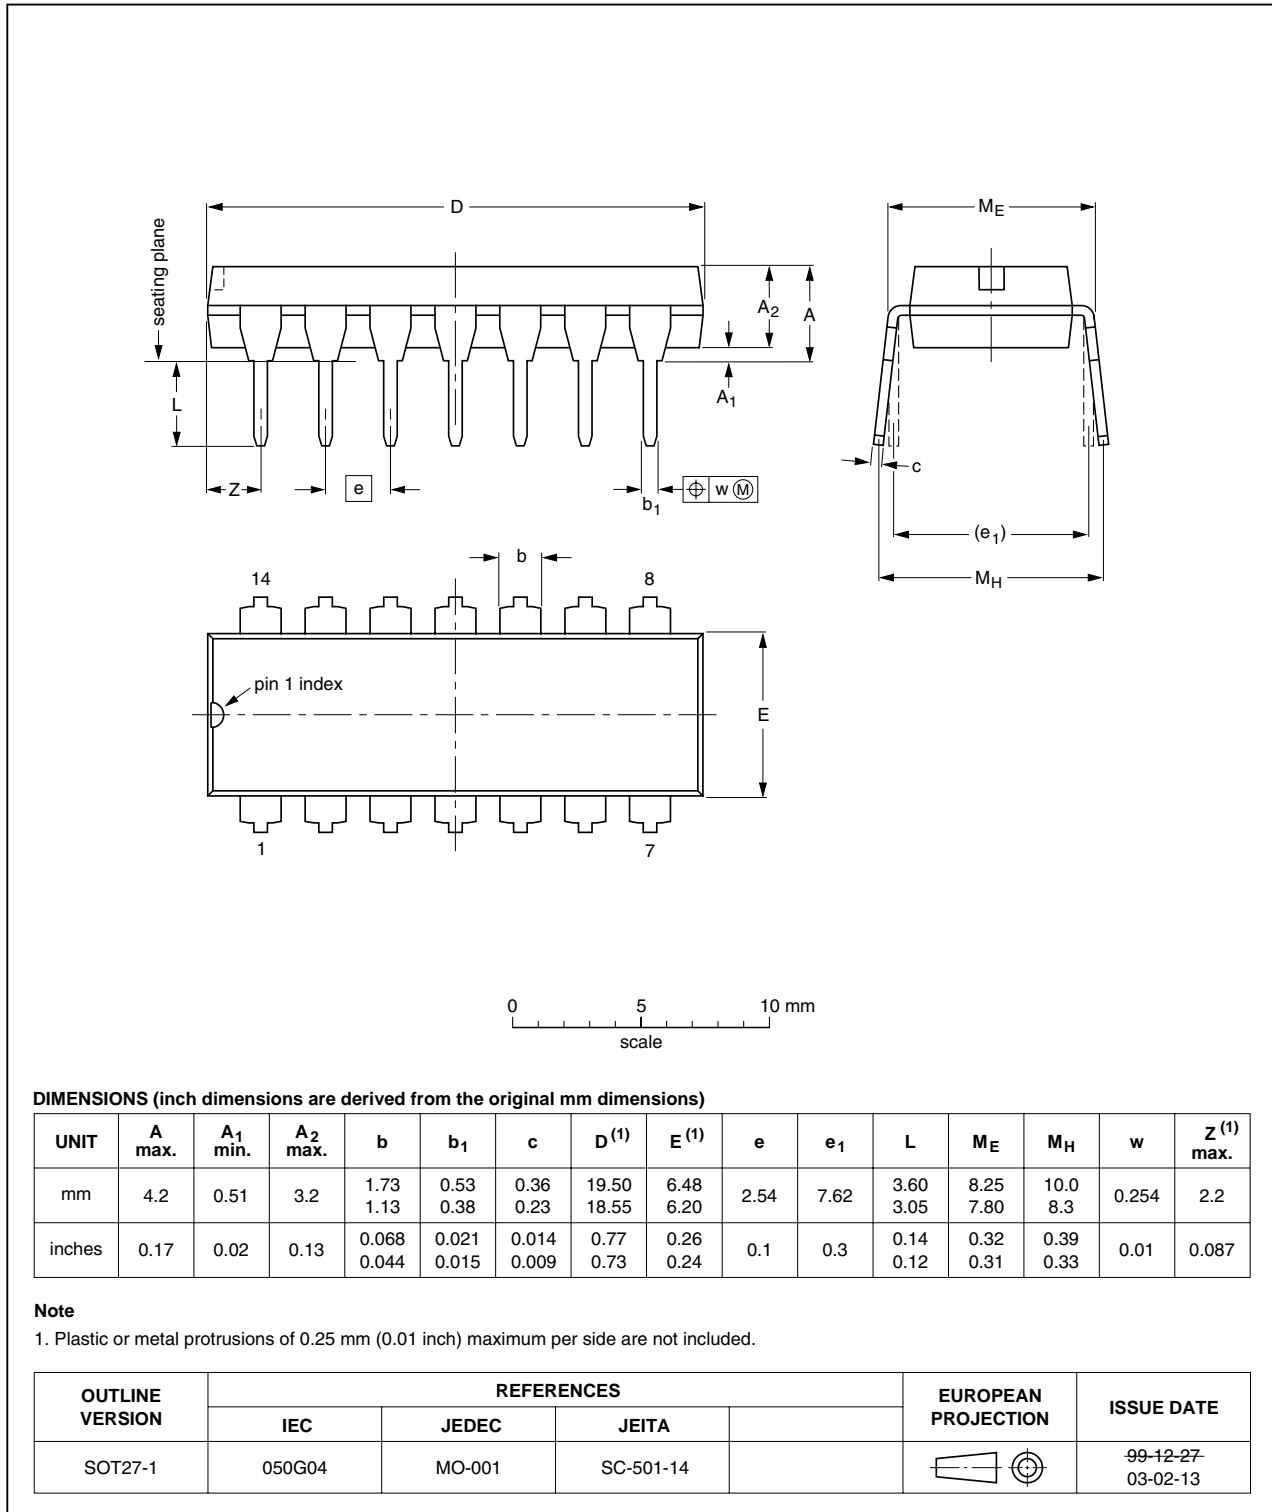 D
ME
seating plane
A2
A
L
A1
c
Z
e
b1
w M
(e1)
MH
b
14
8
pin 1 index
E
1
7
0 5 10 mm
scale
DIMENSIONS (inch dimensions are derived from the original mm dimensions)
UNIT A max. A1 min. A2 max. b b1 c D(1) E(1) e e1 L ME MH w Z(1) max.
mm 4.2 0.51 3.2 1.73 1.13 0.53 0.38 0.36 0.23 19.50 18.55 6.48 6.20 2.54 7.62 3.60 3.05 8.25 7.80 10.0 8.3 0.254 2.2
inches 0.17 0.02 0.13 0.068 0.044 0.021 0.015 0.014 0.009 0.77 0.73 0.26 0.24 0.1 0.3 0.14 0.12 0.32 0.31 0.39 0.33 0.01 0.087
Note
1. Plastic or metal protrusions of 0.25 mm (0.01 inch) maximum per side are not included.
OUTLINE VERSION REFERENCES EUROPEAN PROJECTION ISSUE DATE
IEC JEDEC JEITA
SOT27-1 050G04 MO-001 SC-501-14 99-12-27
03-02-13